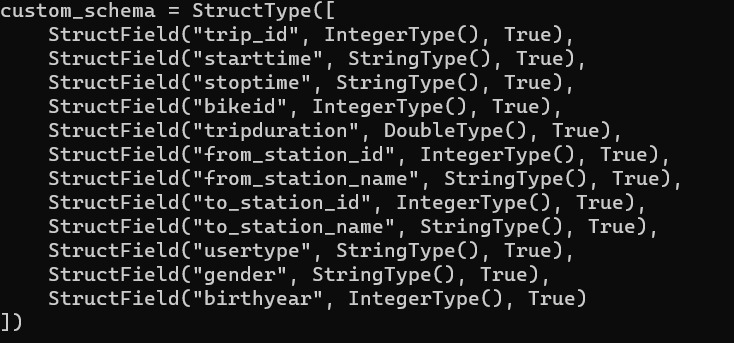 custom_schema = StructType([
    StructField("trip_id", IntegerType(), True),
    StructField("starttime", StringType(), True),
    StructField("stoptime", StringType(), True),
    StructField("bikeid", IntegerType(), True),
    StructField("tripduration", DoubleType(), True),
    StructField("from_station_id", IntegerType(), True),
    StructField("from_station_name", StringType(), True),
    StructField("to_station_id", IntegerType(), True),
    StructField("to_station_name", StringType(), True),
    StructField("usertype", StringType(), True),
    StructField("gender", StringType(), True),
    StructField("birthyear", IntegerType(), True)
])